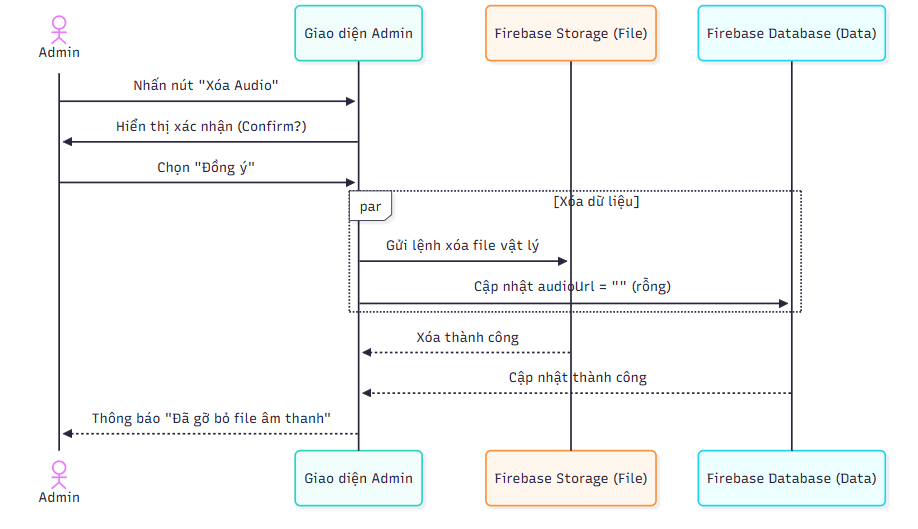 Admin
Giao diện Admin
Firebase Storage (File)
Firebase Database (Data)
Nhấn nút "Xóa Audio"
Hiển thị xác nhận (Confirm?)
Chọn "Đồng ý"
par
[Xóa dữ liệu]
Gửi lệnh xóa file vật lý
Cập nhật audioUrl = "" (rỗng)
Xóa thành công
Cập nhật thành công
Thông báo "Đã gỡ bỏ file âm thanh"
Admin
Giao diện Admin
Firebase Storage (File)
Firebase Database (Data)